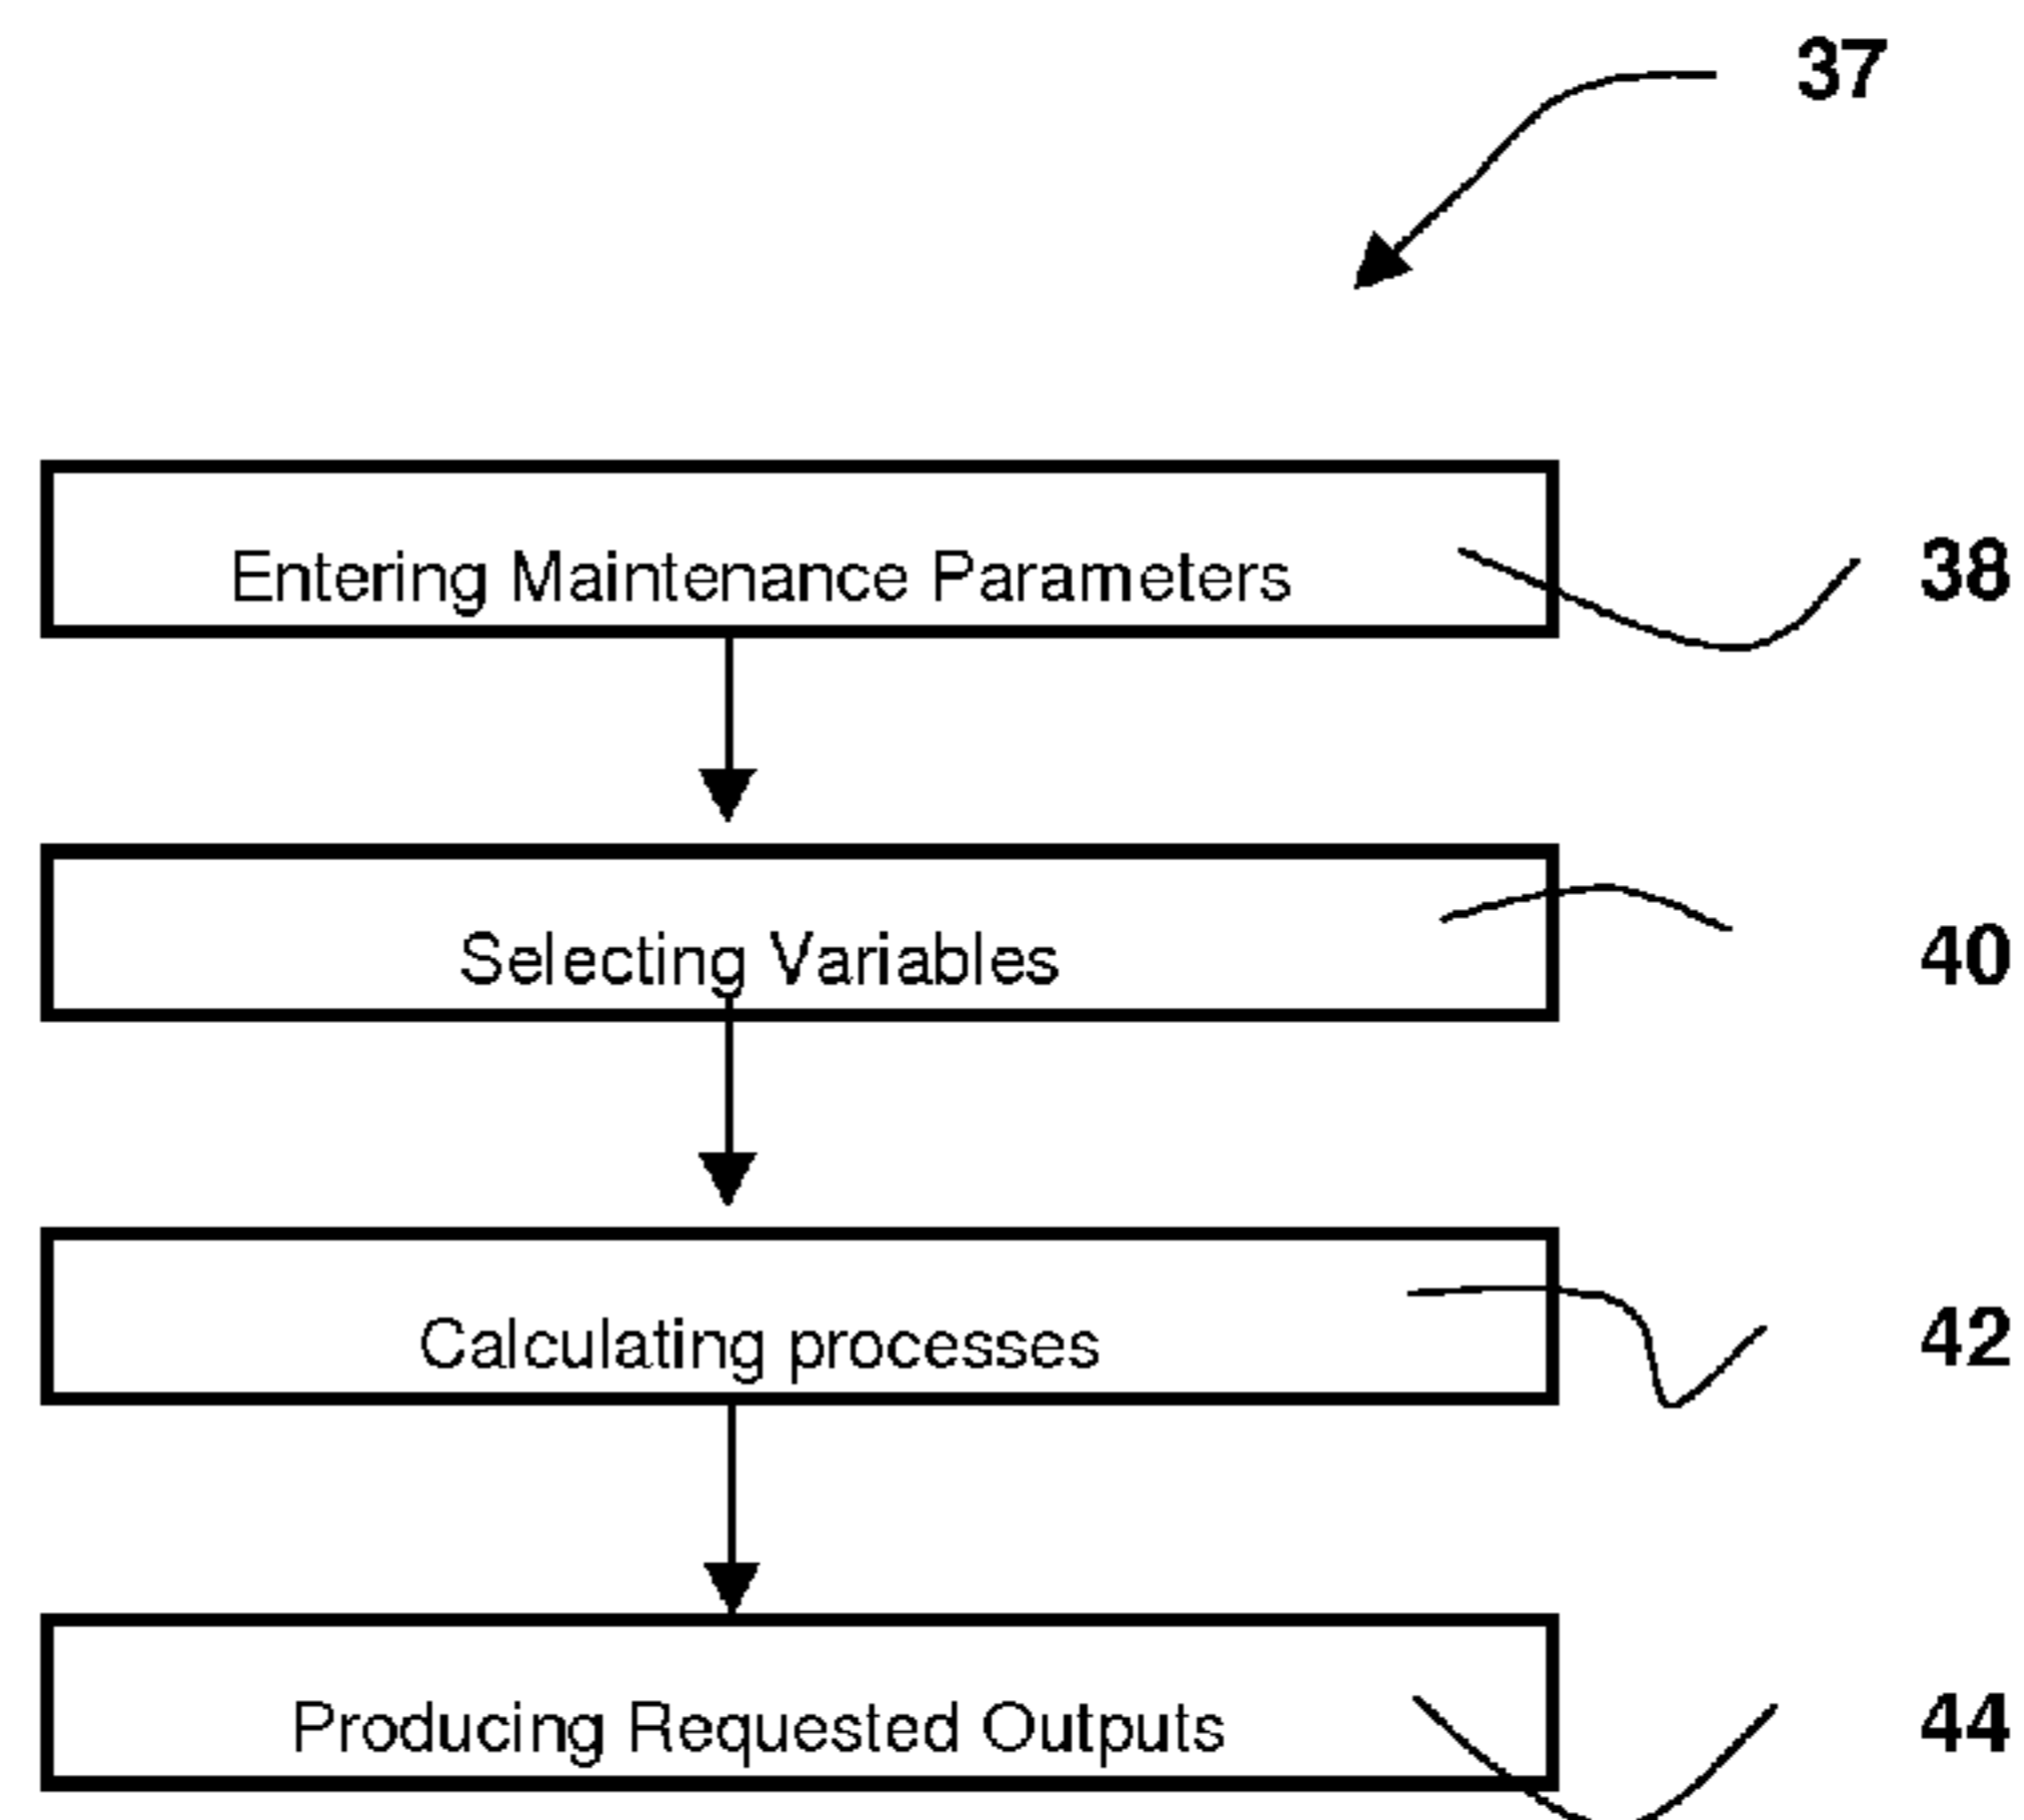 37
Entering Maintenance Parameters
38
Selecting Variables
40
Calculating processes
42
Producing Requested Outputs
44